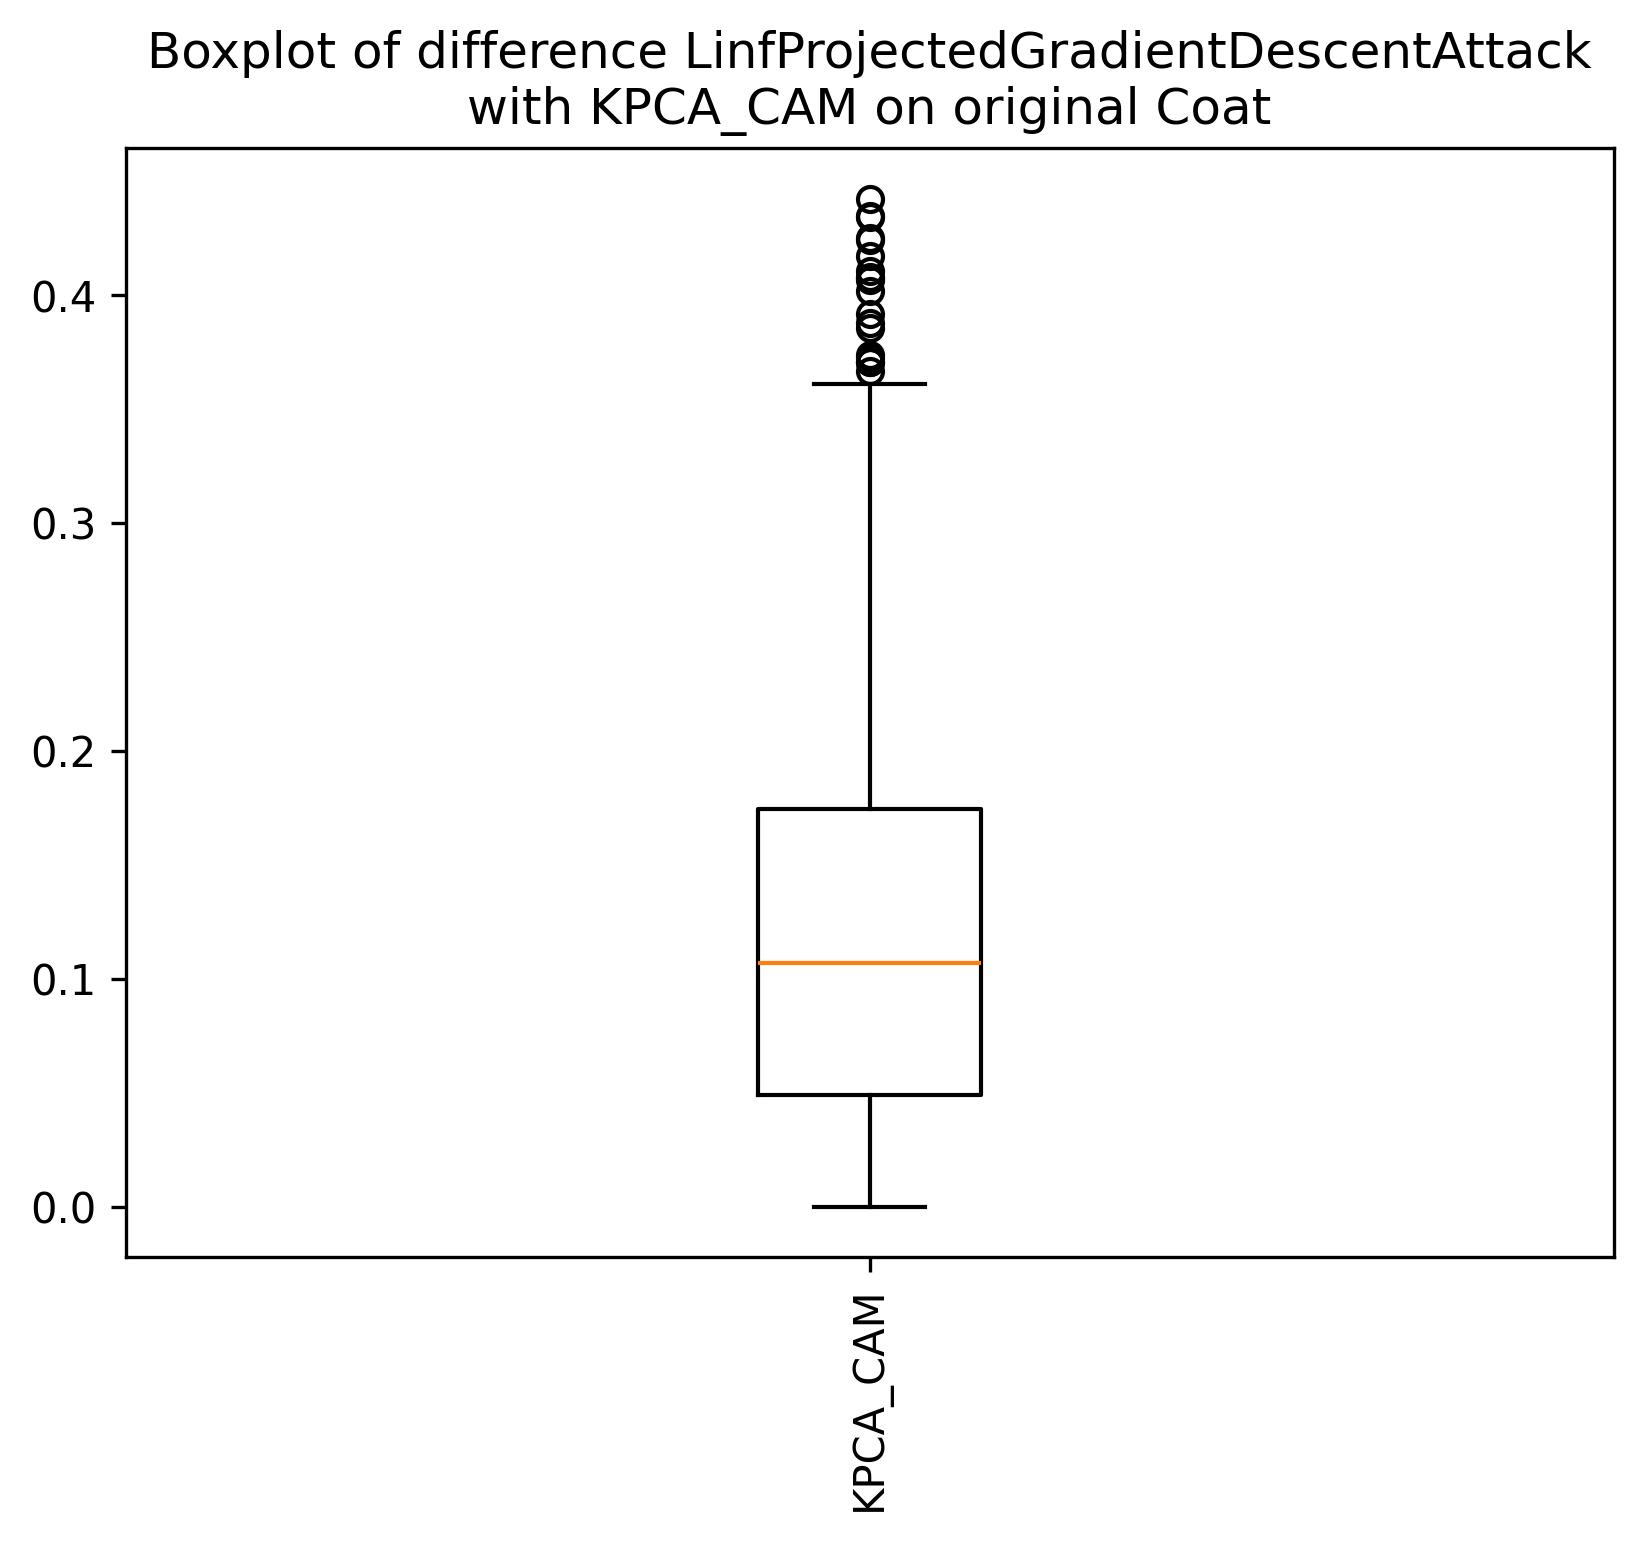 Boxplot of difference LinfProjectedGradientDescentAttack
with KPCA_CAM on original Coat
0.4
0.3
0.2
0.1
0.0
KPCA_CAM